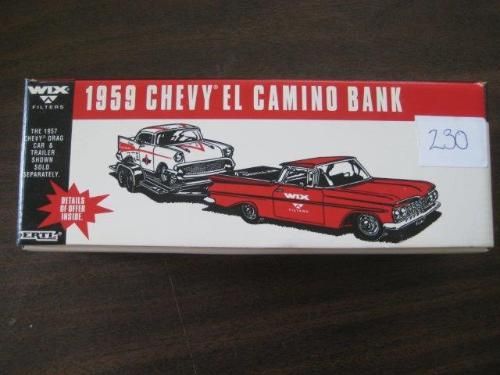 WIX
FILTERS
1959 CHEVY® EL CAMINO BANK
230
THE 1957
CHEVY® DRAG
CAR &
TRAILER
SHOWN
SOLD
SEPARATELY.
DETAILS
OF OFFER
INSIDE.
ERTL
WIX
FILTERS